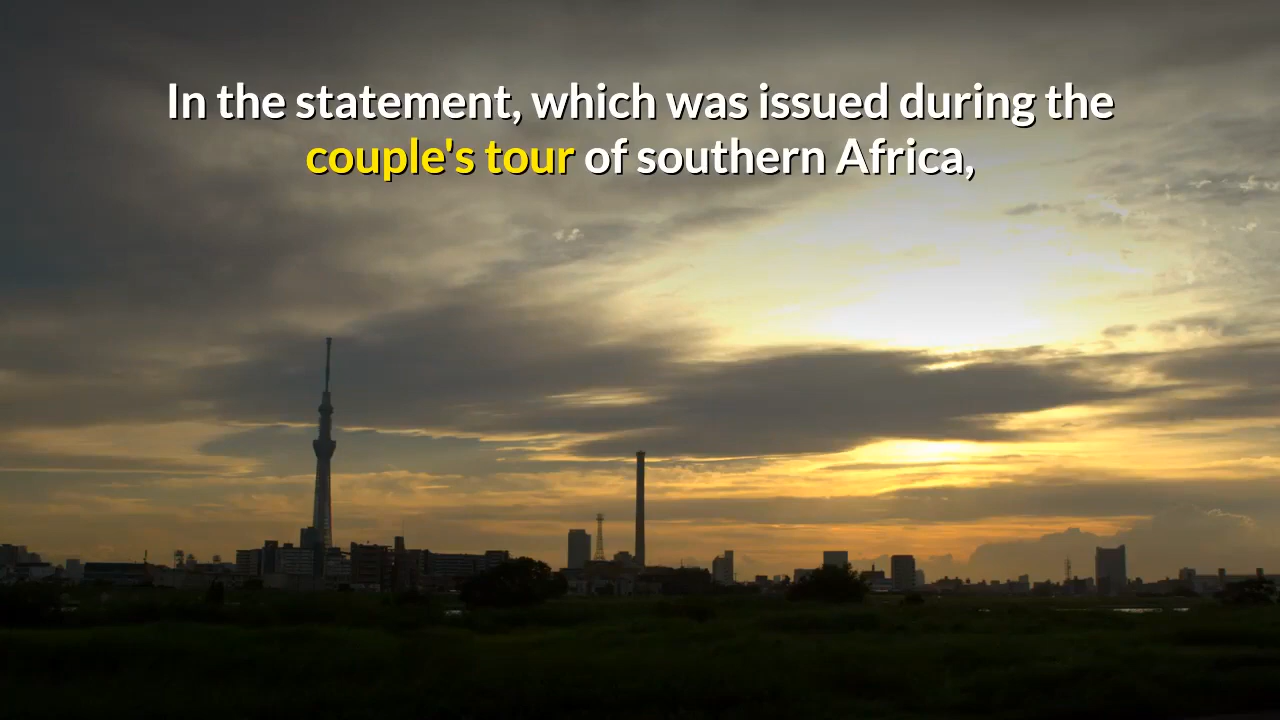 In the statement, which was issued during the
couple's tour of southern Africa,